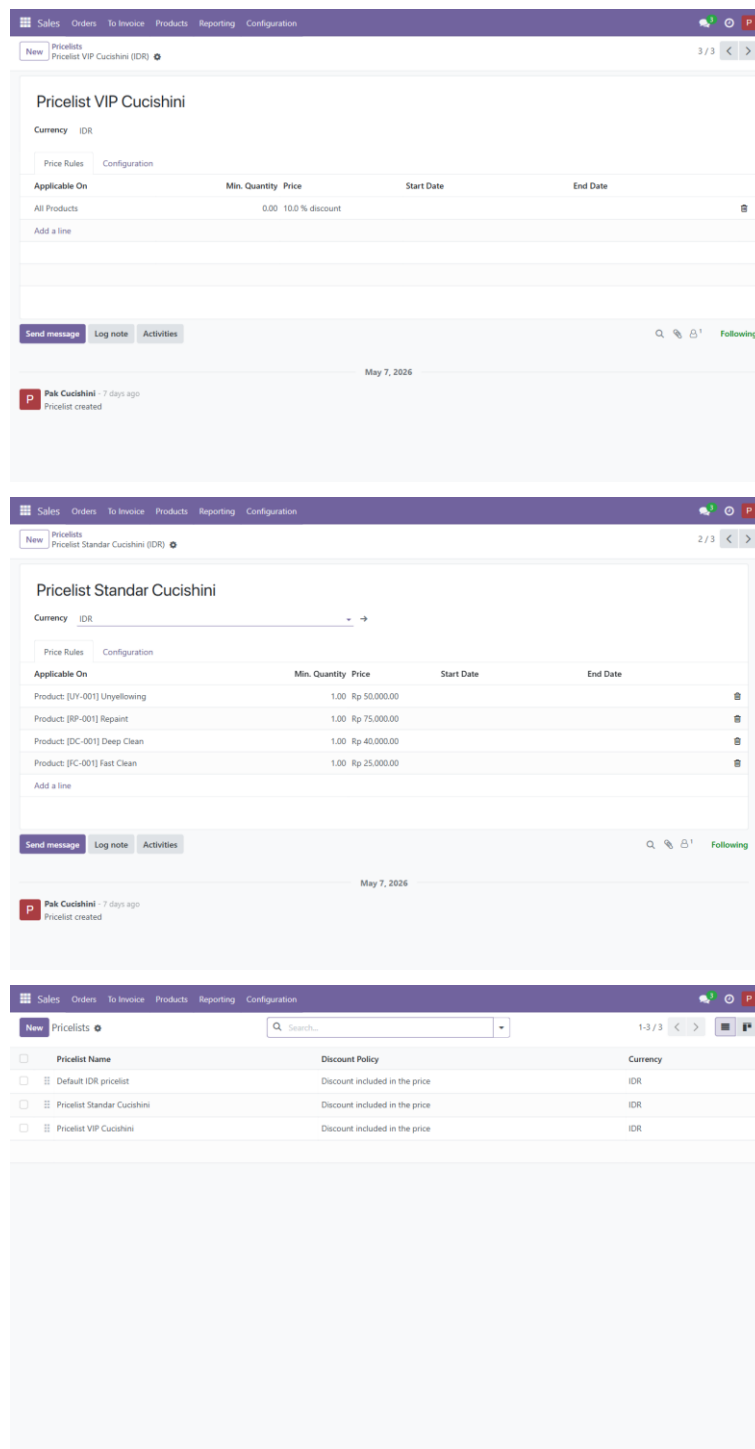 Sales Orders To Invoice Products Reporting Configuration 3 P
New Pricelists
Pricelist VIP Cucishini (IDR) 3 / 3
Pricelist VIP Cucishini
Currency IDR
Price Rules Configuration
Applicable On Min. Quantity Price Start Date End Date
All Products 0.00 10.0 % discount
Add a line
Send message Log note Activities 1 Following
May 7, 2026
P Pak Cucishini - 7 days ago
Pricelist created
Sales Orders To Invoice Products Reporting Configuration 3 P
New Pricelists
Pricelist Standar Cucishini (IDR) 2 / 3
Pricelist Standar Cucishini
Currency IDR
Price Rules Configuration
Applicable On Min. Quantity Price Start Date End Date
Product: [UY-001] Unyellowing 1.00 Rp 50,000.00
Product: [RP-001] Repaint 1.00 Rp 75,000.00
Product: [DC-001] Deep Clean 1.00 Rp 40,000.00
Product: [FC-001] Fast Clean 1.00 Rp 25,000.00
Add a line
Send message Log note Activities 1 Following
May 7, 2026
P Pak Cucishini - 7 days ago
Pricelist created
Sales Orders To Invoice Products Reporting Configuration 3 P
New Pricelists Search... 1-3 / 3
Pricelist Name Discount Policy Currency
Default IDR pricelist Discount included in the price IDR
Pricelist Standar Cucishini Discount included in the price IDR
Pricelist VIP Cucishini Discount included in the price IDR